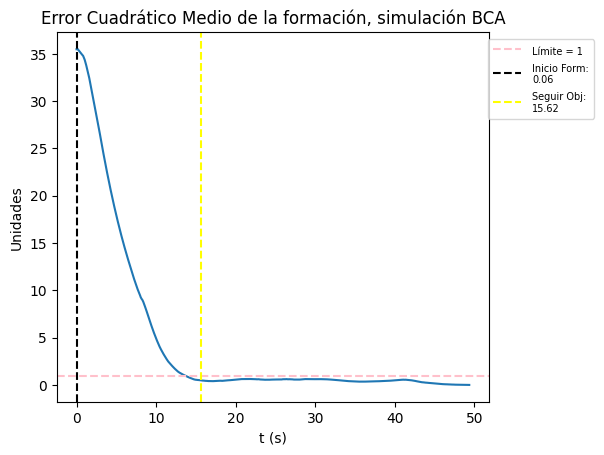 Error Cuadrático Medio de la formación, simulación BCA
Límite = 1
Inicio Form:
0.06
Seguir Obj:
15.62
Unidades
35
30
25
20
15
10
5
0
0 10 20 30 40 50
t (s)